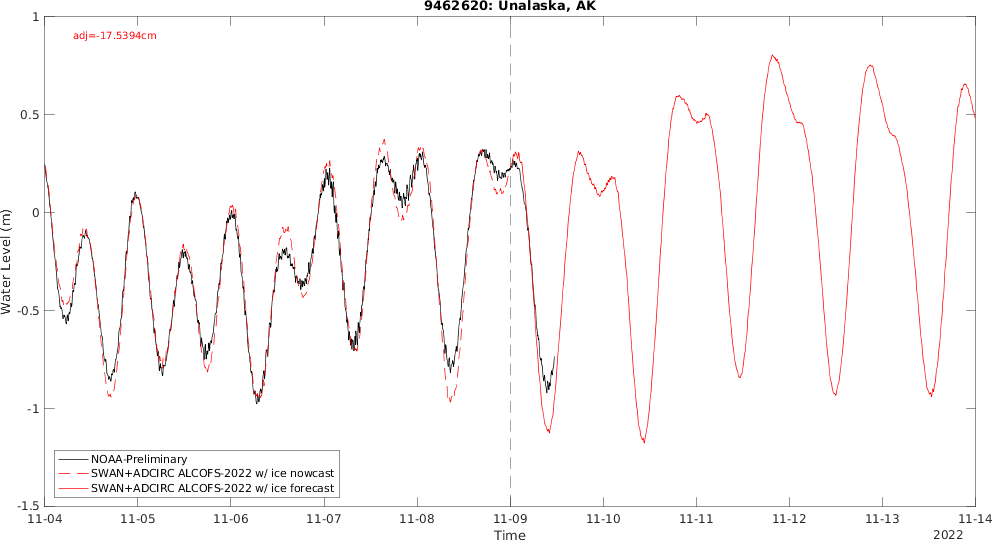 9462620: Unalaska, AK
adj=-17.5394cm
1
0.5
0
-0.5
-1
-1.5
Water Level (m)
NOAA-Preliminary
SWAN+ADCIRC ALCOFS-2022 w/ ice nowcast
SWAN+ADCIRC ALCOFS-2022 w/ ice forecast
11-04 11-05 11-06 11-07 11-08 11-09 11-10 11-11 11-12 11-13 11-14
Time
2022